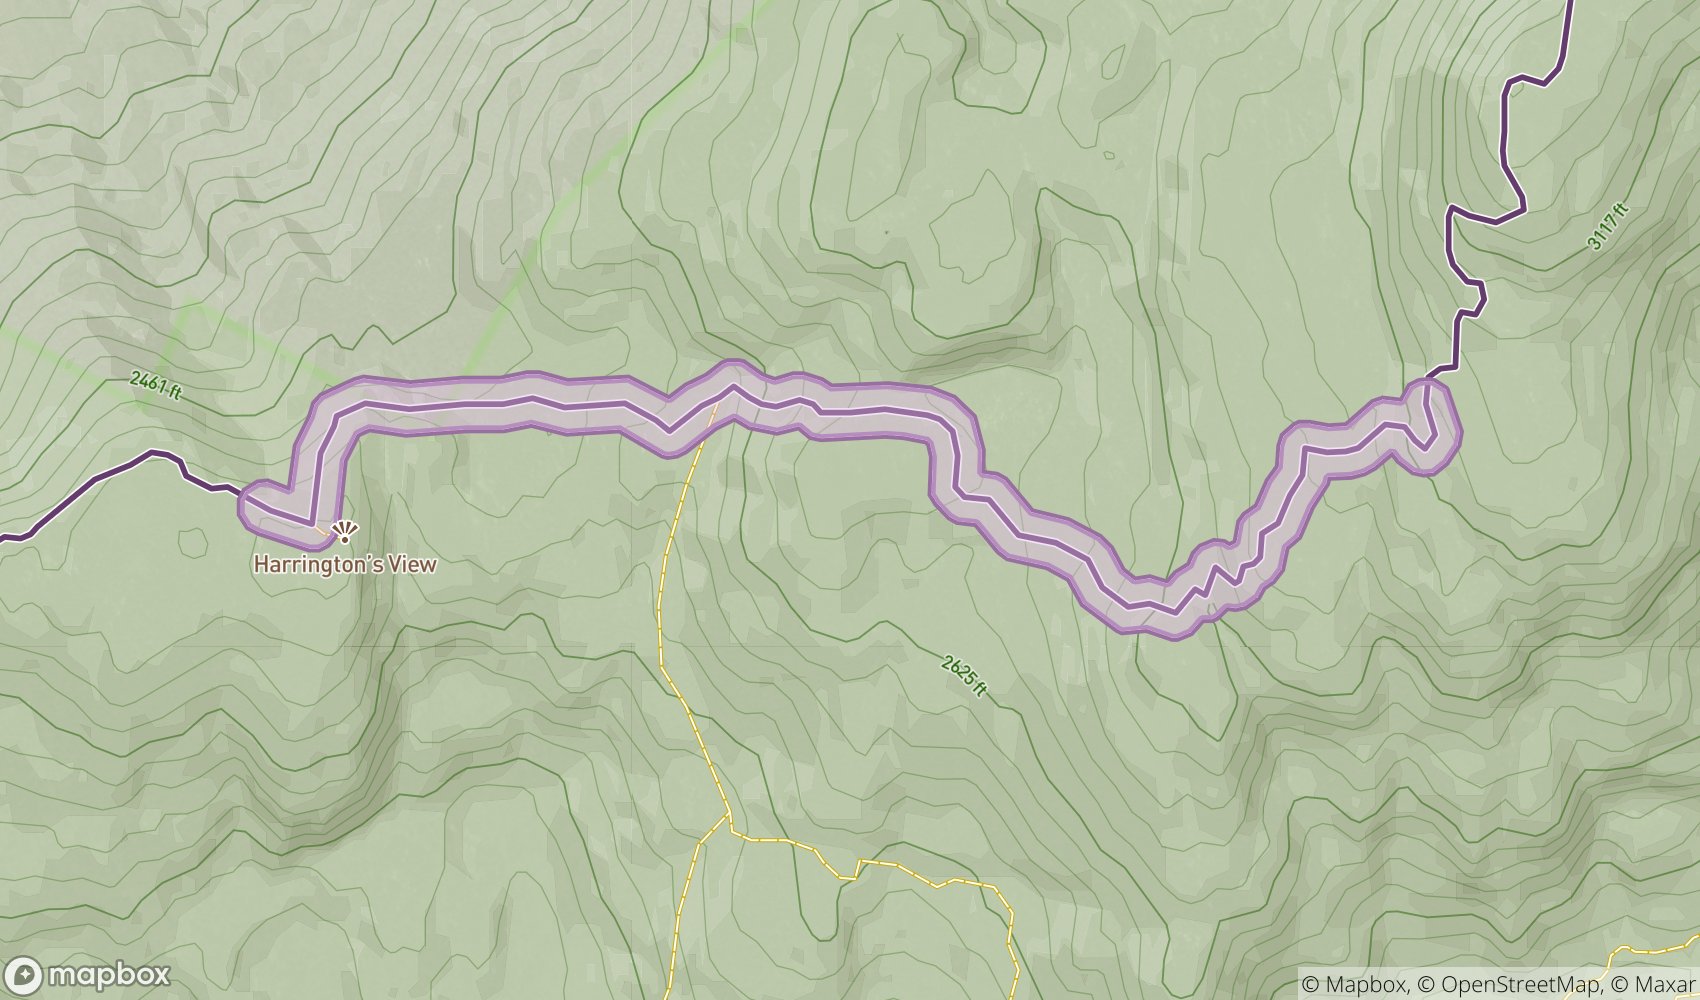 3117 ft
2461 ft
Harrington's View
2625 ft
mapbox
© Mapbox, © OpenStreetMap, © Maxar